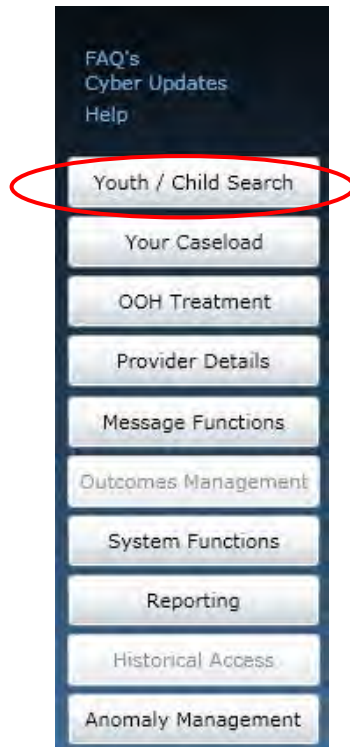 FAQ's
Cyber Updates
Help
Youth / Child Search
Your Caseload
OOH Treatment
Provider Details
Message Functions
Outcomes Management
System Functions
Reporting
Historical Access
Anomaly Management